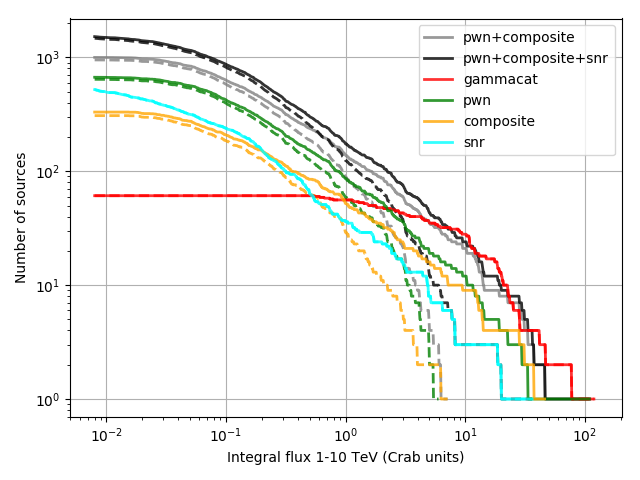 pwn+composite
pwn+composite+snr
gammacat
pwn
composite
snr
Number of sources
10³
10²
10¹
10⁰
10⁻²
10⁻¹
10⁰
10¹
10²
Integral flux 1-10 TeV (Crab units)